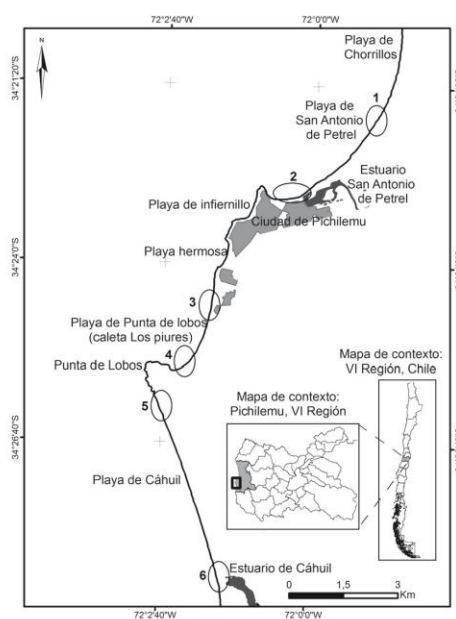 72°2'40"O
72°0'0"O
N
Playa de
Chorrillos
34°21'20"S
1
Playa de
San Antonio
de Petrel
2
Estuario
San Antonio
de Petrel
Playa de infiernillo
Ciudad de Pichilemu
Playa hermosa
34°24'0"S
3
Playa de Punta de lobos
(caleta Los piures)
4
Punta de Lobos
Mapa de contexto:
VI Región, Chile
5
Mapa de contexto:
Pichilemu, VI Región
34°26'40"S
Playa de Cáhuil
6
Estuario de Cáhuil
0 1,5 3
Km
72°2'40"O
72°0'0"O